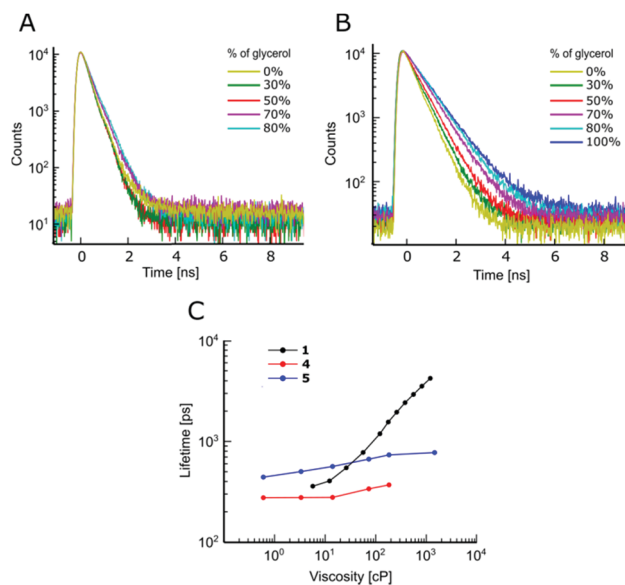 A
% of glycerol
0%
30%
50%
70%
80%
10⁴
10³
10²
10¹
Counts
0 2 4 6 8
Time [ns]
B
% of glycerol
0%
30%
50%
70%
80%
100%
10⁴
10³
10²
Counts
0 2 4 6 8
Time [ns]
C
1
4
5
10⁴
10³
10²
Lifetime [ps]
10⁰ 10¹ 10² 10³ 10⁴
Viscosity [cP]